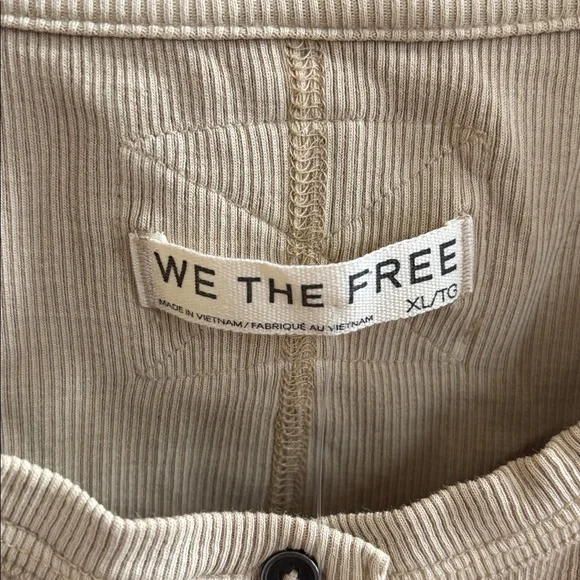 WE THE FREE
XL/TG
MADE IN VIETNAM/FABRIQUÉ AU VIETNAM